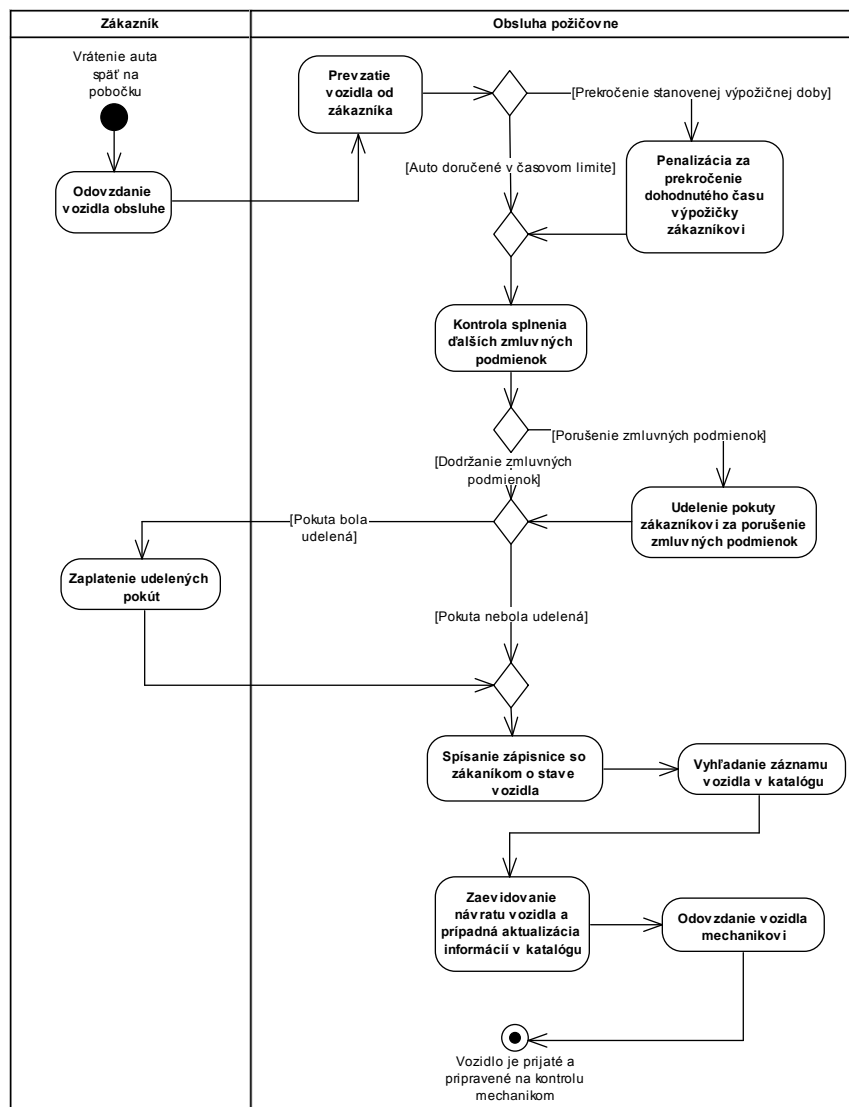 Zákazník
Obsluha požičovne
Vrátenie auta
späť na
pobočku
Prevzatie
vozidla od
zákazníka
[Prekročenie stanovenej výpožičnej doby]
[Auto doručené v časovom limite]
Penalizácia za
prekročenie
dohodnutého času
výpožičky
zákazníkovi
Odovzdanie
vozidla obsluhe
Kontrola splnenia
ďalších zmluvných
podmienok
[Porušenie zmluvných podmienok]
[Dodržanie zmluvných
podmienok]
Udelenie pokuty
zákazníkovi za porušenie
zmluvných podmienok
[Pokuta bola
udelená]
Zaplatenie udelených
pokút
[Pokuta nebola udelená]
Spísanie zápisnice so
zákaníkom o stave
vozidla
Vyhľadanie záznamu
vozidla v katalógu
Zaevidovanie
návratu vozidla a
prípadná aktualizácia
informácií v katalógu
Odovzdanie vozidla
mechanikovi
Vozidlo je prijaté a
pripravené na kontrolu
mechanikom